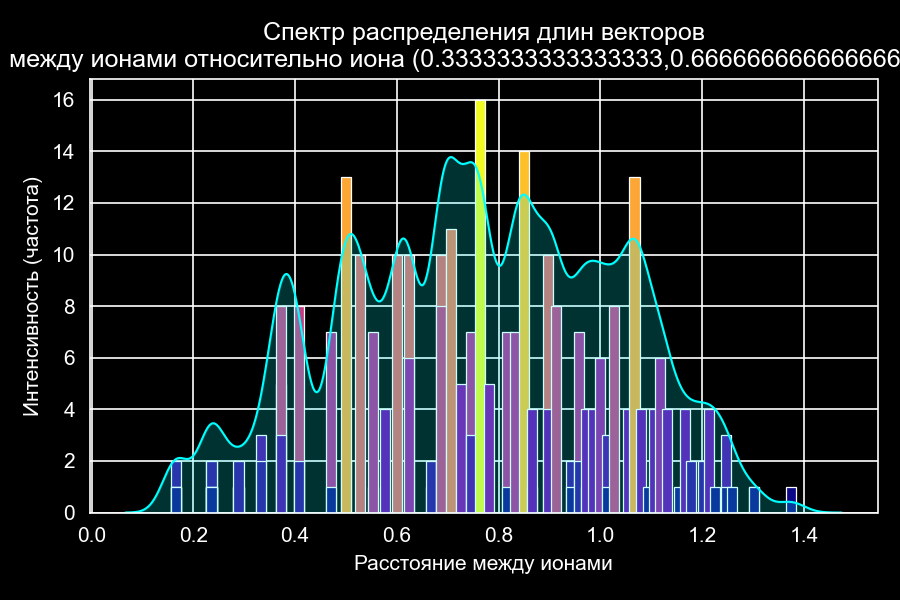 Спектр распределения длин векторов
между ионами относительно иона (0.3333333333333333,0.666666666666666
Интенсивность (частота)
16
14
12
10
8
6
4
2
0
0.0 0.2 0.4 0.6 0.8 1.0 1.2 1.4
Расстояние между ионами